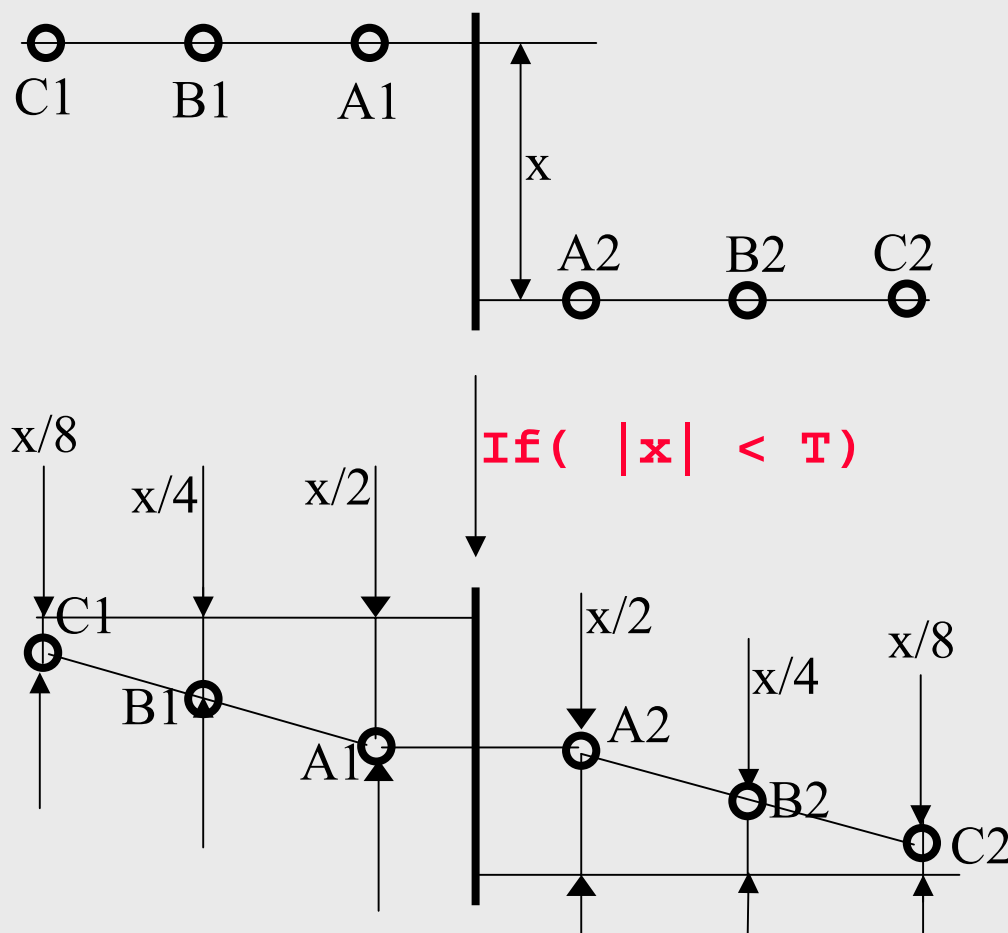 C1 B1 A1
x
A2 B2 C2
If( |x| < T)
x/8
x/4 x/2
C1
x/2
x/8
x/4
B1
A2
A1
B2
C2